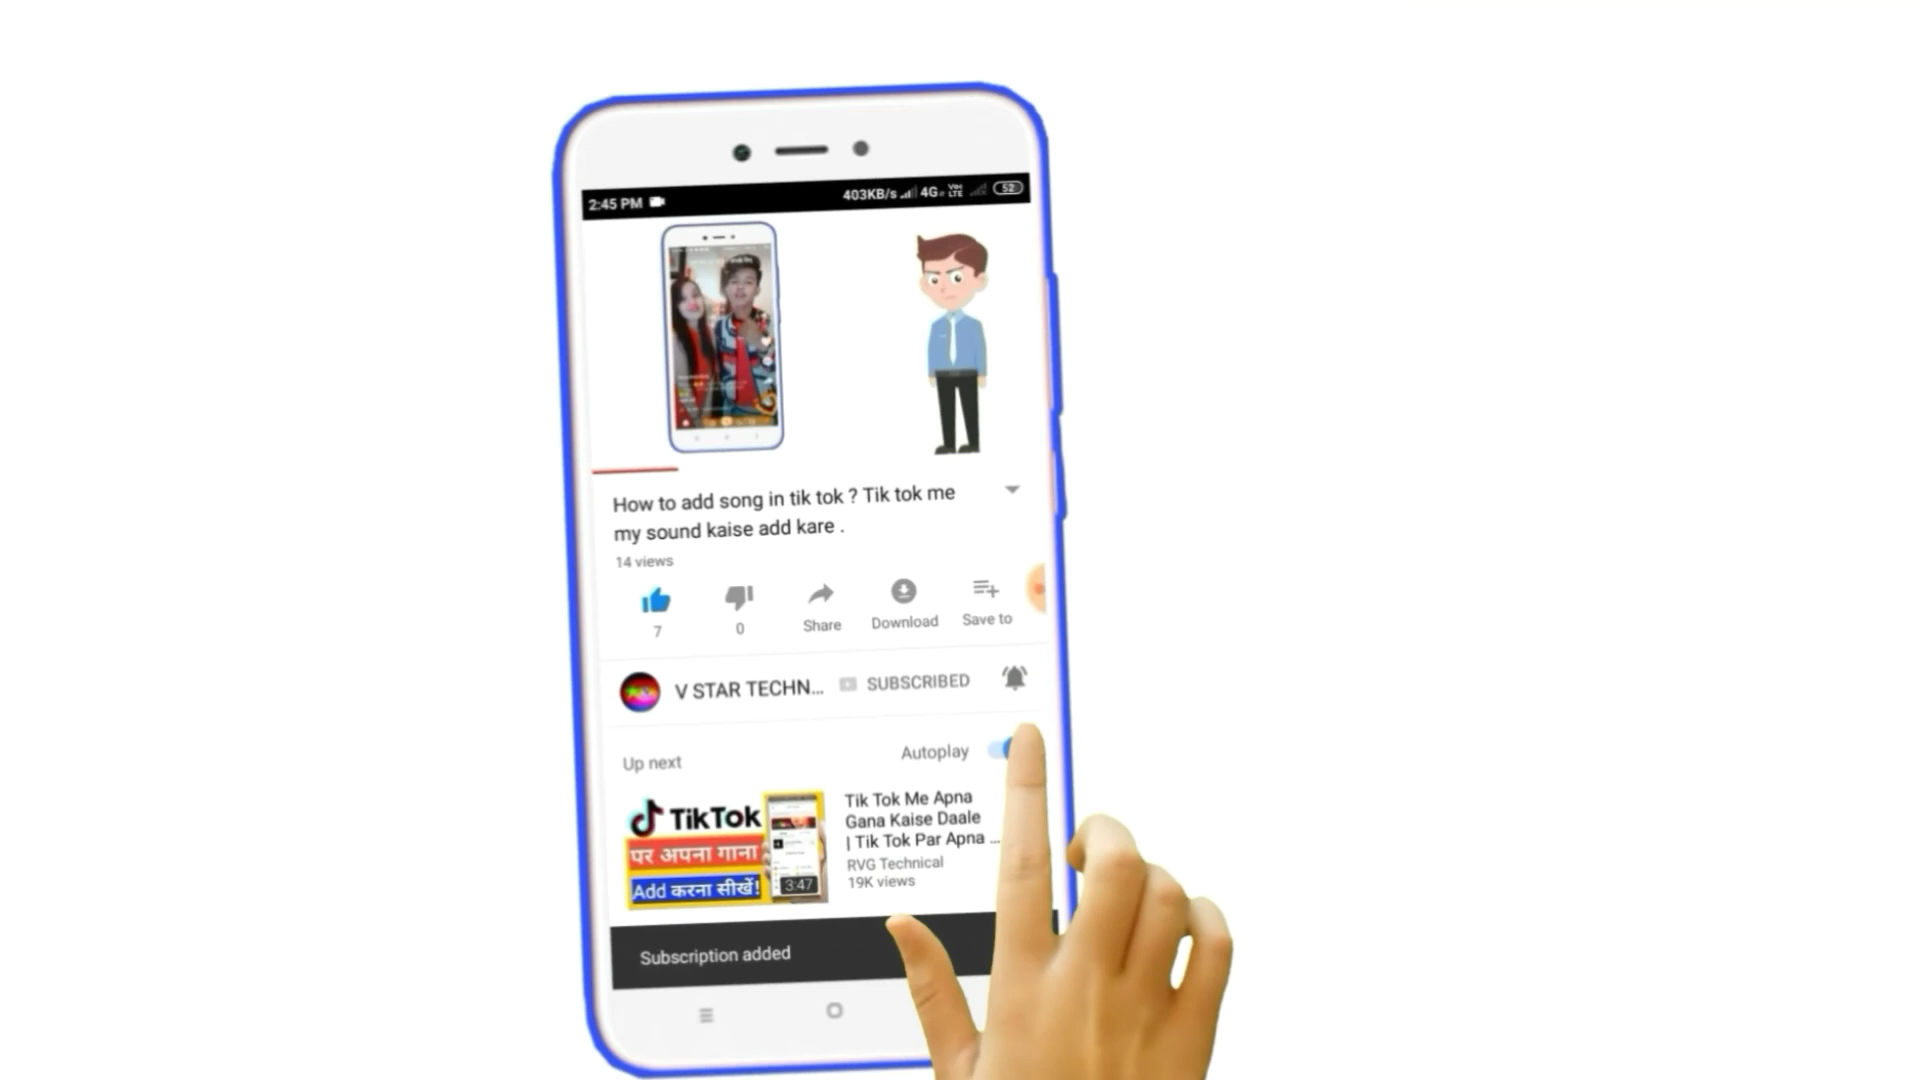 2:45 PM
403KB/s 4G VoLTE 52
How to add song in tik tok ? Tik tok me
my sound kaise add kare .
14 views
7
0
Share
Download
Save to
V STAR TECHN...
SUBSCRIBED
Up next
Autoplay
TikTok
पर अपना गाना
Add करना सीखें!
3:47
Tik Tok Me Apna
Gana Kaise Daale
| Tik Tok Par Apna ...
RVG Technical
19K views
Subscription added